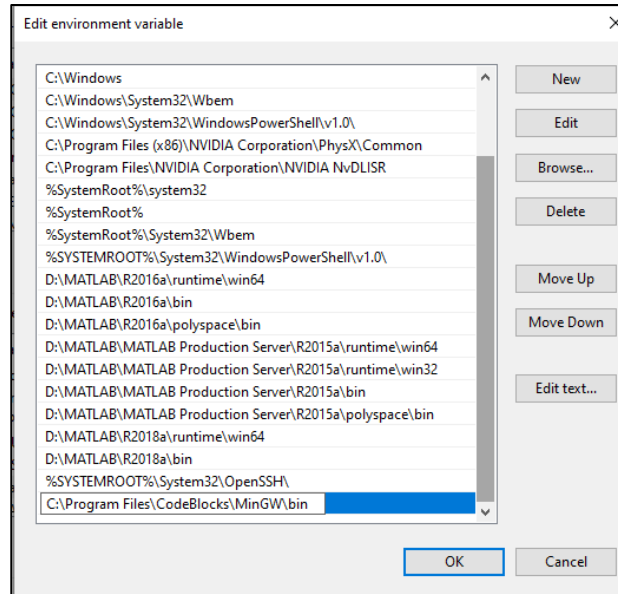 Edit environment variable
C:\Windows
C:\Windows\System32\Wbem
C:\Windows\System32\WindowsPowerShell\v1.0\
C:\Program Files (x86)\NVIDIA Corporation\PhysX\Common
C:\Program Files\NVIDIA Corporation\NVIDIA NvDLISR
%SystemRoot%\system32
%SystemRoot%
%SystemRoot%\System32\Wbem
%SYSTEMROOT%\System32\WindowsPowerShell\v1.0\
D:\MATLAB\R2016a\runtime\win64
D:\MATLAB\R2016a\bin
D:\MATLAB\R2016a\polyspace\bin
D:\MATLAB\MATLAB Production Server\R2015a\runtime\win64
D:\MATLAB\MATLAB Production Server\R2015a\runtime\win32
D:\MATLAB\MATLAB Production Server\R2015a\bin
D:\MATLAB\MATLAB Production Server\R2015a\polyspace\bin
D:\MATLAB\R2018a\runtime\win64
D:\MATLAB\R2018a\bin
%SYSTEMROOT%\System32\OpenSSH\
C:\Program Files\CodeBlocks\MinGW\bin
New
Edit
Browse...
Delete
Move Up
Move Down
Edit text...
OK
Cancel